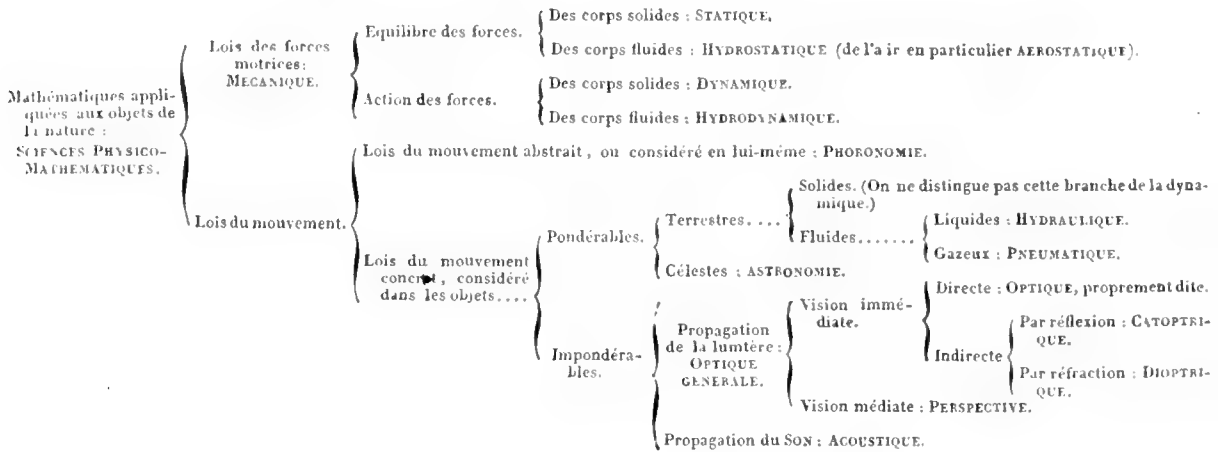 Mathématiques appli-
quées aux objets de
la nature :
SCIENCES PHYSICO-
MATHEMATIQUES.
Lois des forces
motrices:
MECANIQUE.
Equilibre des forces.
Des corps solides : STATIQUE.
Des corps fluides : HYDROSTATIQUE (de l'a ir en particulier AEROSTATIQUE).
Action des forces.
Des corps solides : DYNAMIQUE.
Des corps fluides : HYDRODYNAMIQUE.
Lois du mouvement.
Lois du mouvement abstrait, ou considéré en lui-même : PHORONOMIE.
Lois du mouvement
concret, considéré
dans les objets....
Pondérables.
Terrestres....
Solides. (On ne distingue pas cette branche de la dyna-
mique.)
Fluides.......
Liquides : HYDRAULIQUE.
Gazeux : PNEUMATIQUE.
Célestes : ASTRONOMIE.
Impondéra-
bles.
Propagation
de la lumtère :
OPTIQUE
GENERALE.
Vision immé-
diate.
Directe : OPTIQUE, proprement dite.
Indirecte
Par réflexion : CATOPTRI-
QUE.
Par réfraction : DIOPTRI-
QUE.
Vision médiate : PERSPECTIVE.
Propagation du SON : ACOUSTIQUE.